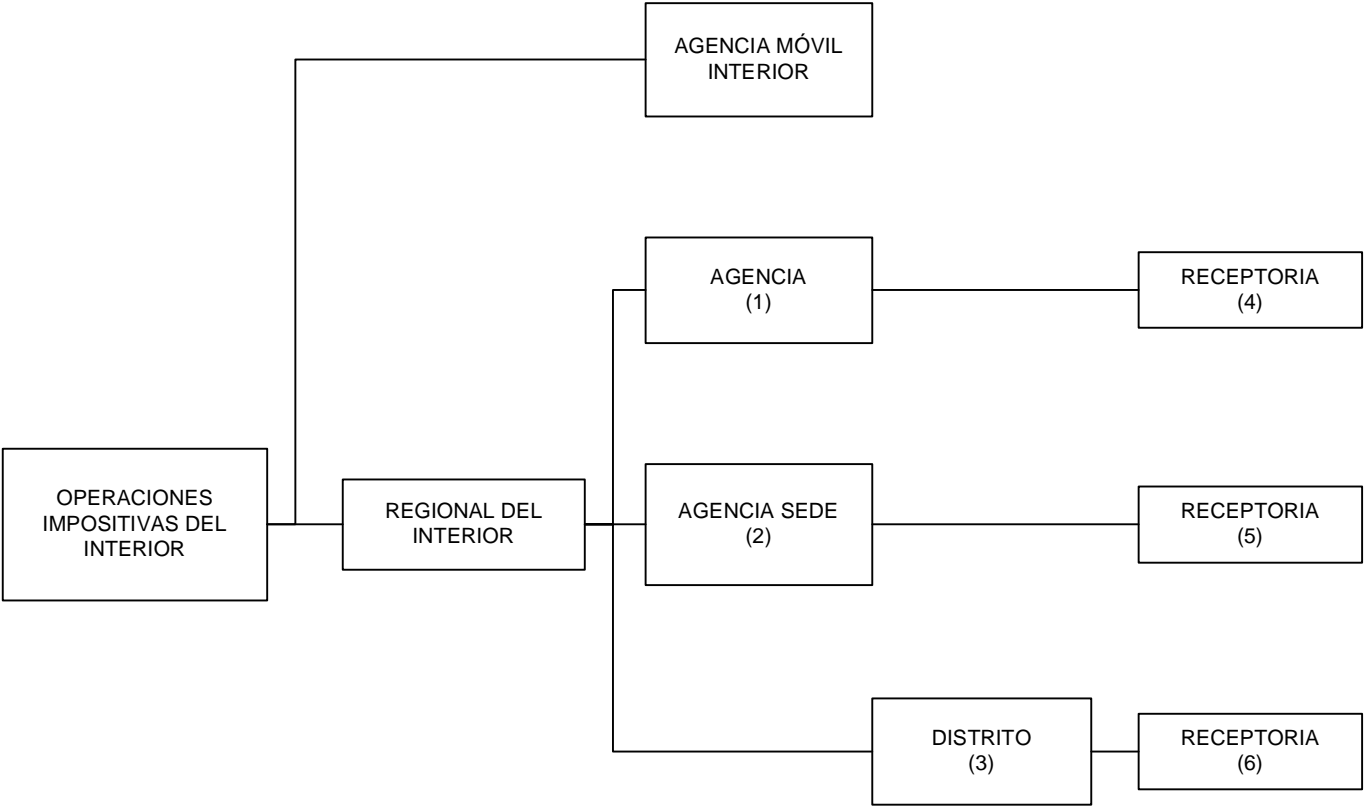 AGENCIA MÓVIL
INTERIOR
AGENCIA
(1)
RECEPTORIA
(4)
OPERACIONES
IMPOSITIVAS DEL
INTERIOR
REGIONAL DEL
INTERIOR
AGENCIA SEDE
(2)
RECEPTORIA
(5)
DISTRITO
(3)
RECEPTORIA
(6)